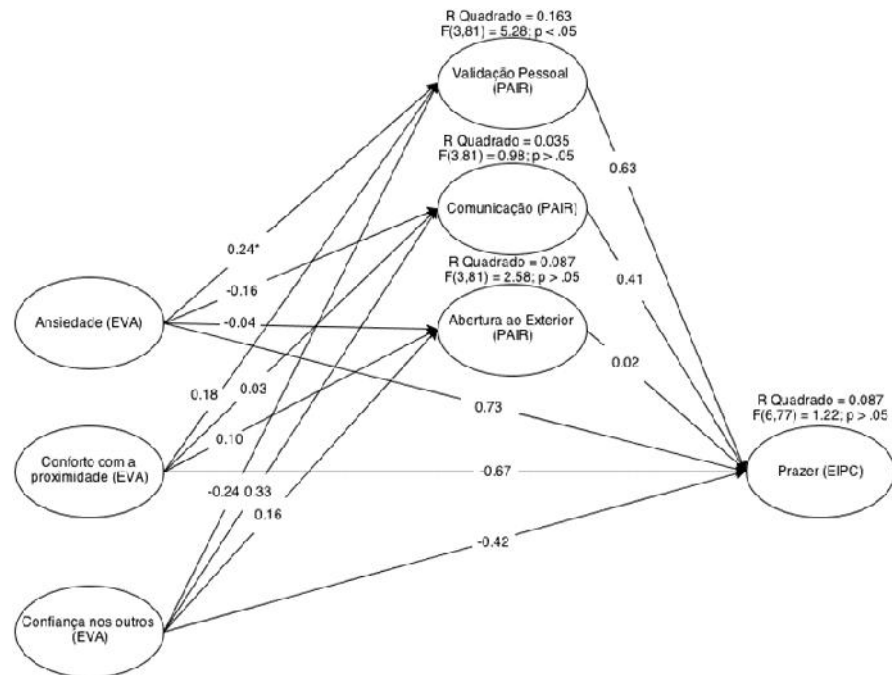 R Quadrado = 0.163
F(3,81) = 5.28; p < .05
Validação Pessoal
(PAIR)
R Quadrado = 0.035
F(3.81) = 0.98; p > .05
Comunicação (PAIR)
R Quadrado = 0.087
F(3,81) = 2.58; p > .05
Abertura ao Exterior
(PAIR)
0.63
0.41
0.02
0.24*
-0.16
Ansiedade (EVA)
-0.04
0.18
0.03
0.10
0.73
R Quadrado = 0.087
F(6,77) = 1.22; p > .05
Conforto com a
proximidade (EVA)
-0.67
Prazer (EIPC)
-0.24
0.33
0.16
-0.42
Confiança nos outros
(EVA)